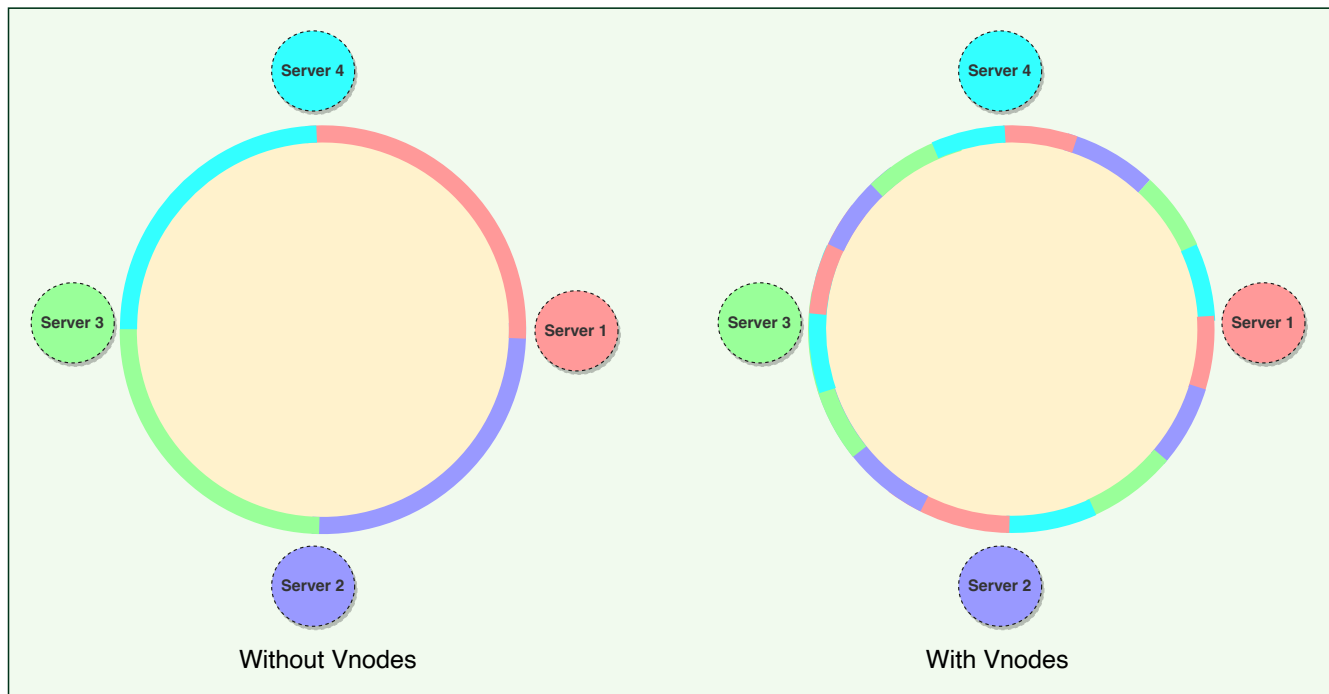 Server 4
Server 3
Server 1
Server 2
Without Vnodes
Server 4
Server 3
Server 1
Server 2
With Vnodes